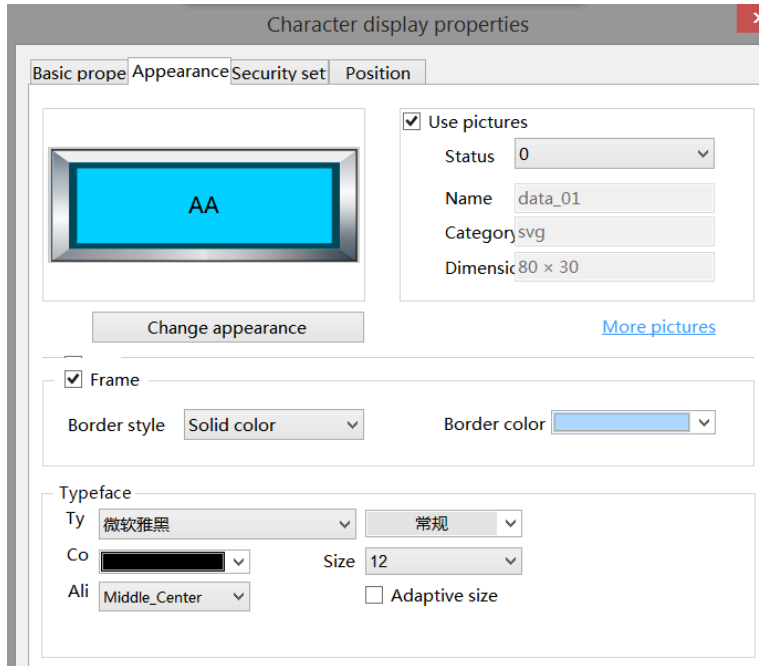 Character display properties
Basic prope Appearance Security set Position
AA
Use pictures
Status 0
Name data_01
Category svg
Dimensic 80 × 30
Change appearance
More pictures
Frame
Border style Solid color
Border color
Typeface
Ty 微软雅黑 常规
Co Size 12
Ali Middle_Center Adaptive size